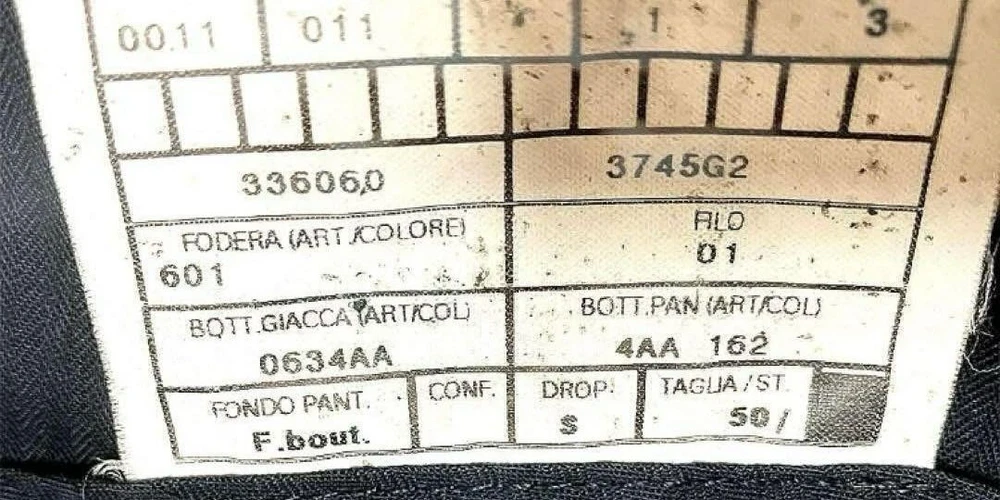 00.11 011 1 3
336060 3745G2
FODERA (ART./COLORE) FILO
601 01
BOTT.GIACCA (ART/COL) BOTT.PAN (ART/COL)
0634AA 4AA 162
FONDO PANT. CONF. DROP: TAGLIA / ST.
F.bout. S 50 /